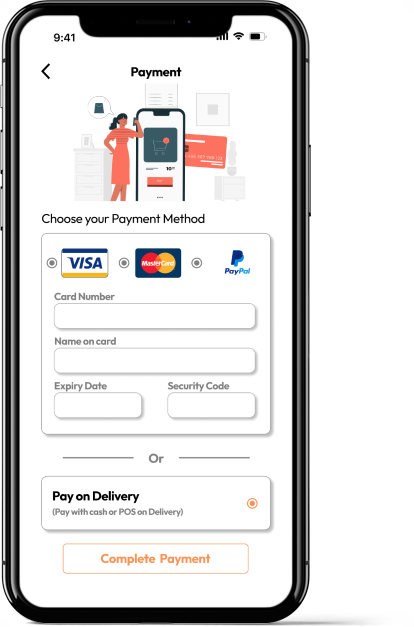 9:41
Payment
Choose your Payment Method
VISA
MasterCard
PayPal
Card Number
Name on card
Expiry Date
Security Code
Or
Pay on Delivery
(Pay with cash or POS on Delivery)
Complete Payment